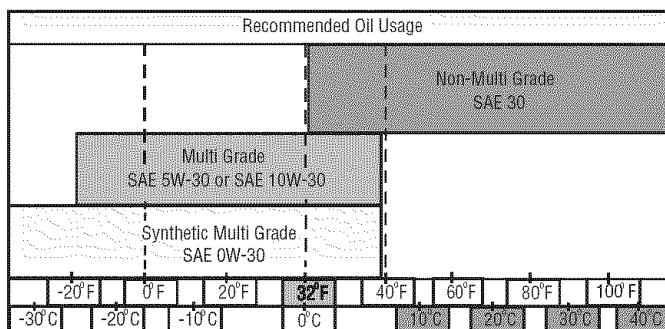 Recommended Oil Usage
Non-Multi Grade
SAE 30
Multi Grade
SAE 5W-30 or SAE 10W-30
Synthetic Multi Grade
SAE 0W-30
-20°F 0°F 20°F 32°F 40°F 60°F 80°F 100°F
-30°C -20°C -10°C 0°C 10°C 20°C 30°C 40°C